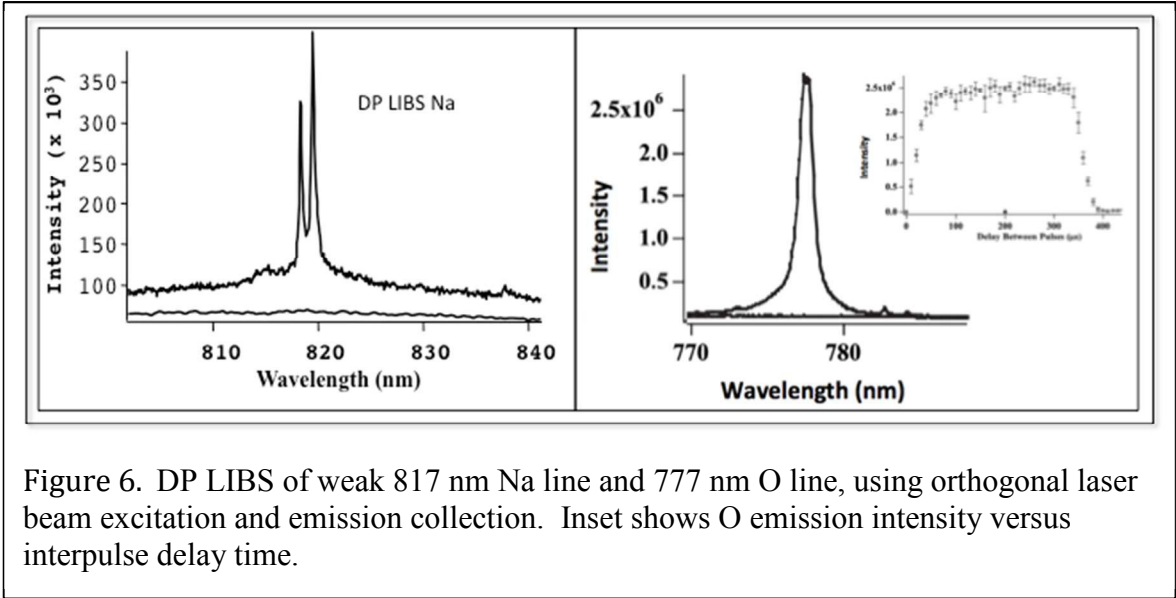 DP LIBS Na
Intensity (x 10³)
350
300
250
200
150
100
810 820 830 840
Wavelength (nm)
2.5x10⁶
2.0
1.5
1.0
0.5
Intensity
770 780
Wavelength (nm)
2.5x10⁶
2.0
1.5
1.0
0.5
0.0
Intensity
0 100 200 300 400
Delay Between Pulses (µs)
Figure 6. DP LIBS of weak 817 nm Na line and 777 nm O line, using orthogonal laser
beam excitation and emission collection. Inset shows O emission intensity versus
interpulse delay time.